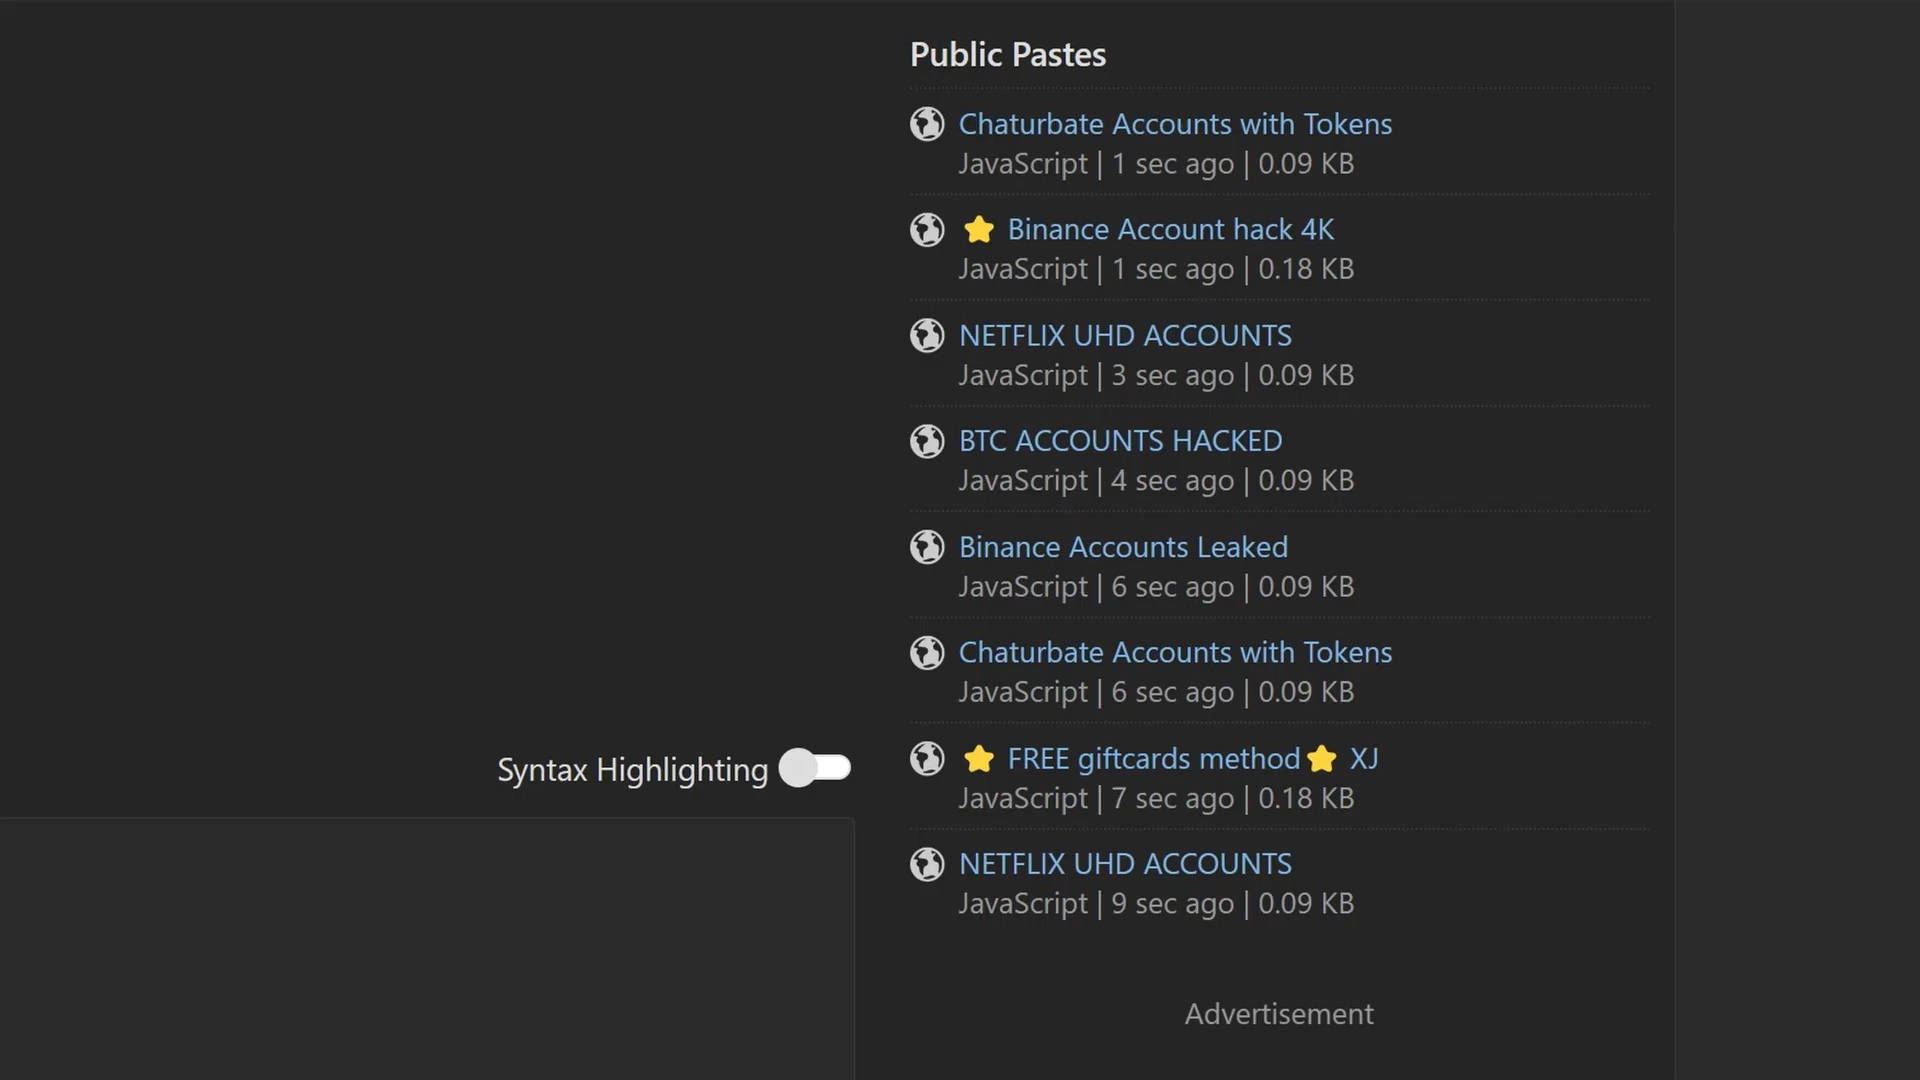 Public Pastes
Chaturbate Accounts with Tokens
JavaScript | 1 sec ago | 0.09 KB
⭐ Binance Account hack 4K
JavaScript | 1 sec ago | 0.18 KB
NETFLIX UHD ACCOUNTS
JavaScript | 3 sec ago | 0.09 KB
BTC ACCOUNTS HACKED
JavaScript | 4 sec ago | 0.09 KB
Binance Accounts Leaked
JavaScript | 6 sec ago | 0.09 KB
Chaturbate Accounts with Tokens
JavaScript | 6 sec ago | 0.09 KB
⭐ FREE giftcards method⭐ XJ
JavaScript | 7 sec ago | 0.18 KB
NETFLIX UHD ACCOUNTS
JavaScript | 9 sec ago | 0.09 KB
Advertisement
Syntax Highlighting